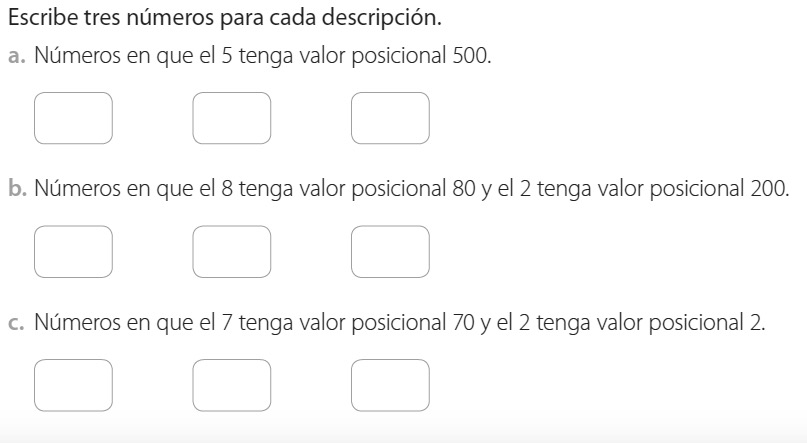 Escribe tres números para cada descripción.
a. Números en que el 5 tenga valor posicional 500.
b. Números en que el 8 tenga valor posicional 80 y el 2 tenga valor posicional 200.
c. Números en que el 7 tenga valor posicional 70 y el 2 tenga valor posicional 2.